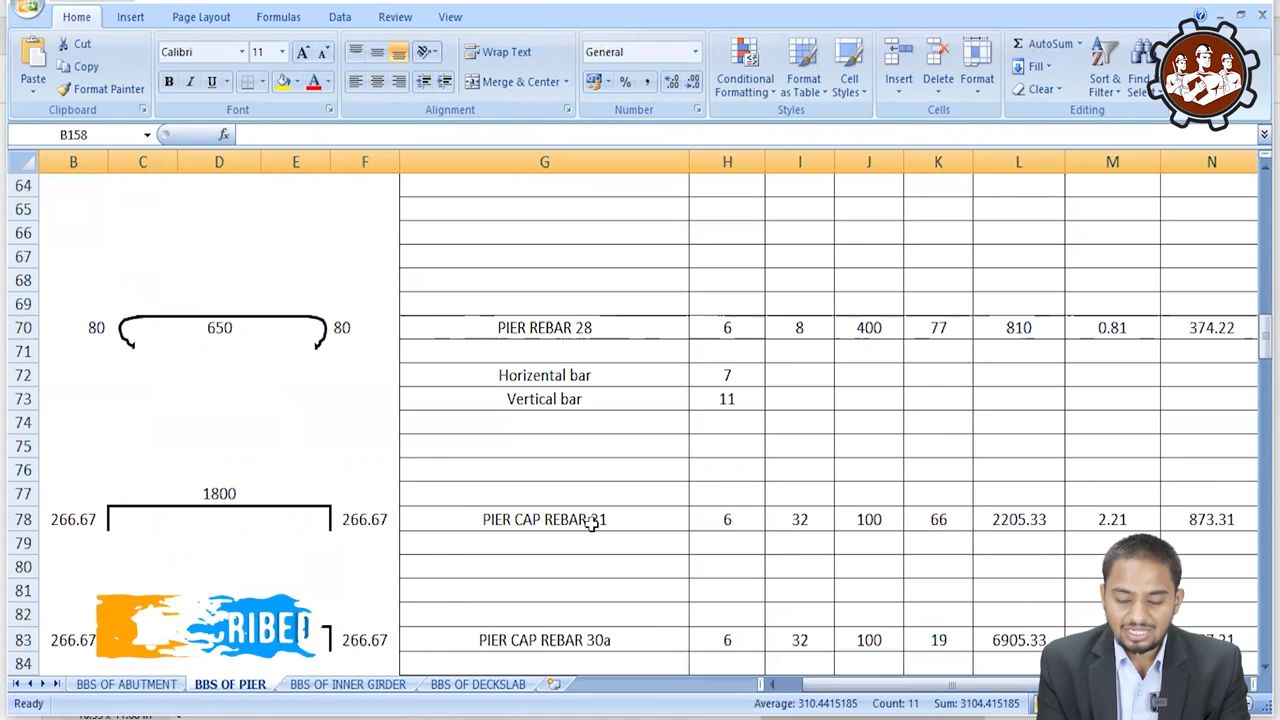 Home Insert Page Layout Formulas Data Review View
Cut Calibri 11 Wrap Text General Σ AutoSum
Copy Fill
Paste Format Painter B I U Merge & Center % , Conditional Formatting Format as Table Cell Styles Insert Delete Format Clear Sort & Filter
Clipboard Font Alignment Number Styles Cells Editing
B158 fx
B C D E F G H I J K L M N
64
65
66
67
68
69
70 80 650 80 PIER REBAR 28 6 8 400 77 810 0.81 374.22
71
72 Horizental bar 7
73 Vertical bar 11
74
75
76
77 1800
78 266.67 266.67 PIER CAP REBAR 31 6 32 100 66 2205.33 2.21 873.31
79
80
81
82
83 266.67 266.67 PIER CAP REBAR 30a 6 32 100 19 6905.33
84
BBS OF ABUTMENT BBS OF PIER BBS OF INNER GIRDER BBS OF DECKSLAB
Ready Average: 310.4415185 Count: 11 Sum: 3104.415185